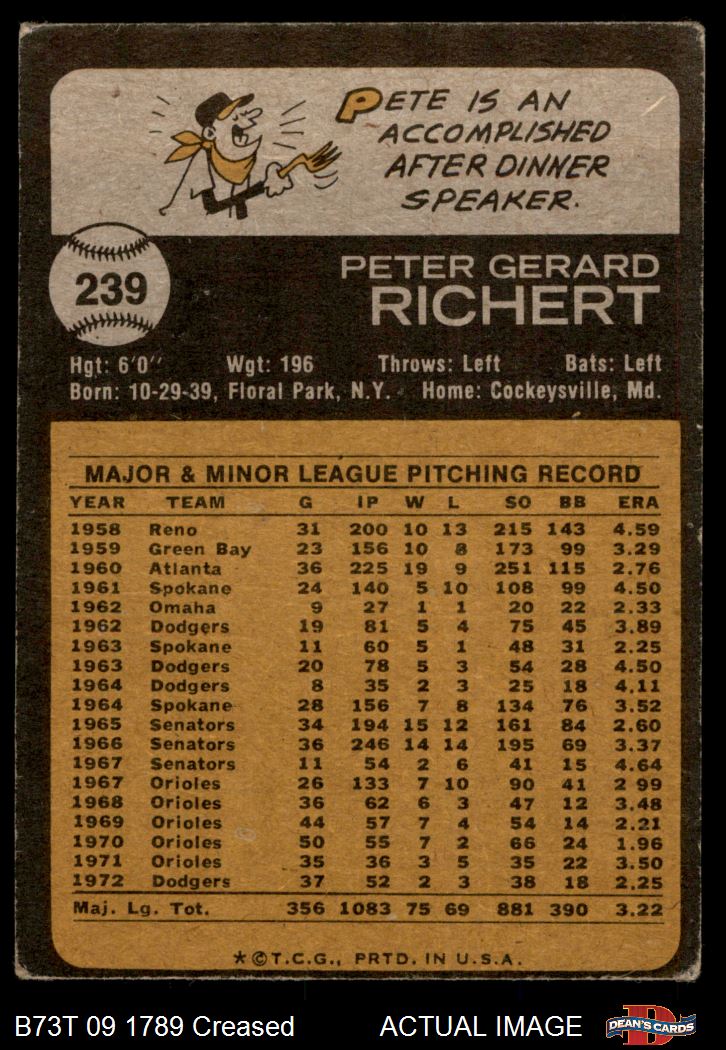 PETE IS AN
ACCOMPLISHED
AFTER DINNER
SPEAKER.
239
PETER GERARD
RICHERT
Hgt: 6'0" Wgt: 196 Throws: Left Bats: Left
Born: 10-29-39, Floral Park, N.Y. Home: Cockeysville, Md.
MAJOR & MINOR LEAGUE PITCHING RECORD
YEAR TEAM G IP W L SO BB ERA
1958 Reno 31 200 10 13 215 143 4.59
1959 Green Bay 23 156 10 8 173 99 3.29
1960 Atlanta 36 225 19 9 251 115 2.76
1961 Spokane 24 140 5 10 108 99 4.50
1962 Omaha 9 27 1 1 20 22 2.33
1962 Dodgers 19 81 5 4 75 45 3.89
1963 Spokane 11 60 5 1 48 31 2.25
1963 Dodgers 20 78 5 3 54 28 4.50
1964 Dodgers 8 35 2 3 25 18 4.11
1964 Spokane 28 156 7 8 134 76 3.52
1965 Senators 34 194 15 12 161 84 2.60
1966 Senators 36 246 14 14 195 69 3.37
1967 Senators 11 54 2 6 41 15 4.64
1967 Orioles 26 133 7 10 90 41 2 99
1968 Orioles 36 62 6 3 47 12 3.48
1969 Orioles 44 57 7 4 54 14 2.21
1970 Orioles 50 55 7 2 66 24 1.96
1971 Orioles 35 36 3 5 35 22 3.50
1972 Dodgers 37 52 2 3 38 18 2.25
Maj. Lg. Tot. 356 1083 75 69 881 390 3.22
*©T.C.G., PRTD. IN U.S.A.
B73T 09 1789 Creased ACTUAL IMAGE
D
DEAN'S CARDS